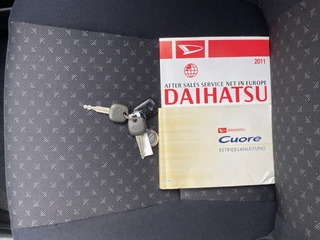 2011
AFTER SALES SERVICE NET IN EUROPE
DAIHATSU
DAIHATSU
Cuore
BETRIEBSANLEITUNG